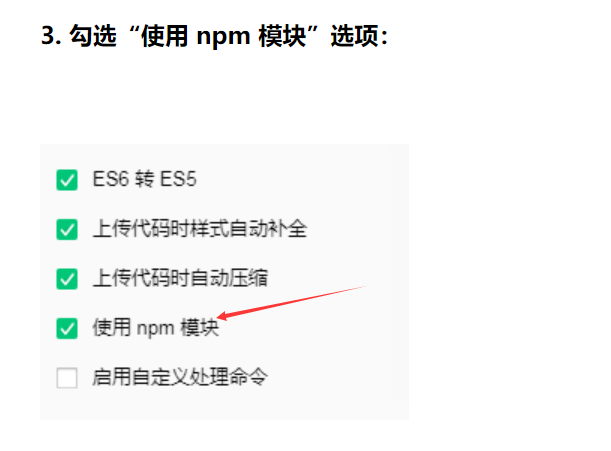 3. 勾选“使用 npm 模块”选项：
ES6 转 ES5
上传代码时样式自动补全
上传代码时自动压缩
使用 npm 模块
启用自定义处理命令